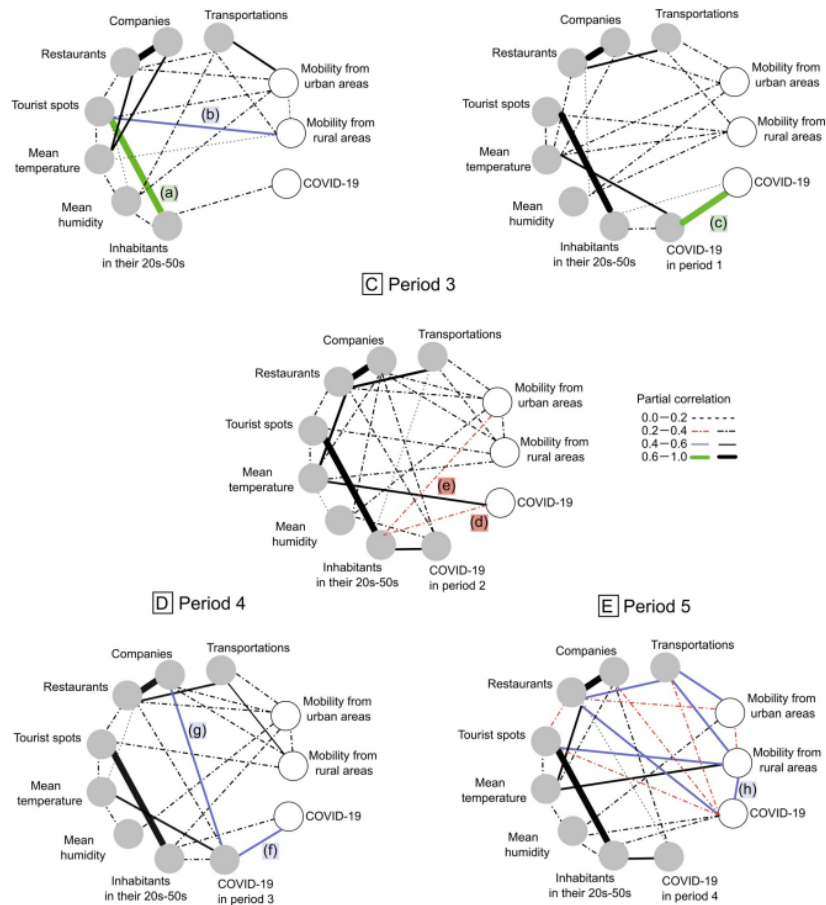 Companies
Transportations
Restaurants
Mobility from
urban areas
Tourist spots
(b)
Mobility from
rural areas
Mean
temperature
(a)
COVID-19
Mean
humidity
Inhabitants
in their 20s-50s
Companies
Transportations
Restaurants
Mobility from
urban areas
Tourist spots
Mobility from
rural areas
Mean
temperature
COVID-19
(c)
Mean
humidity
Inhabitants
in their 20s-50s
COVID-19
in period 1
C Period 3
Companies
Transportations
Restaurants
Mobility from
urban areas
Tourist spots
Mobility from
rural areas
Mean
temperature
(e)
COVID-19
(d)
Mean
humidity
Inhabitants
in their 20s-50s
COVID-19
in period 2
Partial correlation
0.0—0.2
0.2—0.4
0.4—0.6
0.6—1.0
D Period 4
Companies
Transportations
Restaurants
Mobility from
urban areas
(g)
Tourist spots
Mobility from
rural areas
Mean
temperature
COVID-19
(f)
Mean
humidity
Inhabitants
in their 20s-50s
COVID-19
in period 3
E Period 5
Companies
Transportations
Restaurants
Mobility from
urban areas
Tourist spots
Mobility from
rural areas
(h)
Mean
temperature
COVID-19
Mean
humidity
Inhabitants
in their 20s-50s
COVID-19
in period 4